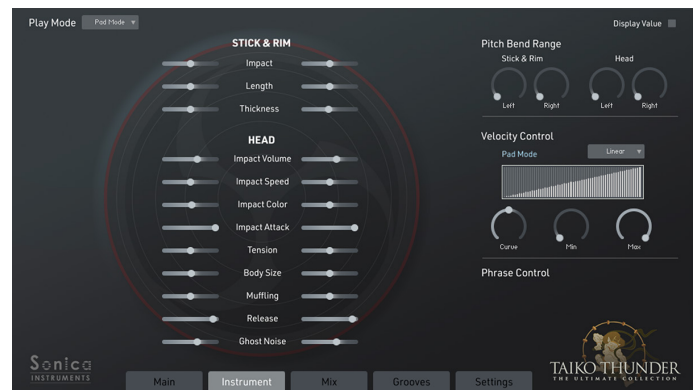 Play Mode
Pad Mode
Display Value
STICK & RIM
Impact
Length
Thickness
HEAD
Impact Volume
Impact Speed
Impact Color
Impact Attack
Tension
Body Size
Muffling
Release
Ghost Noise
Pitch Bend Range
Stick & Rim
Head
Left
Right
Left
Right
Velocity Control
Pad Mode
Linear
Curve
Min
Max
Phrase Control
Sonica
INSTRUMENTS
TAIKO THUNDER
THE ULTIMATE COLLECTION
Main
Instrument
Mix
Grooves
Settings